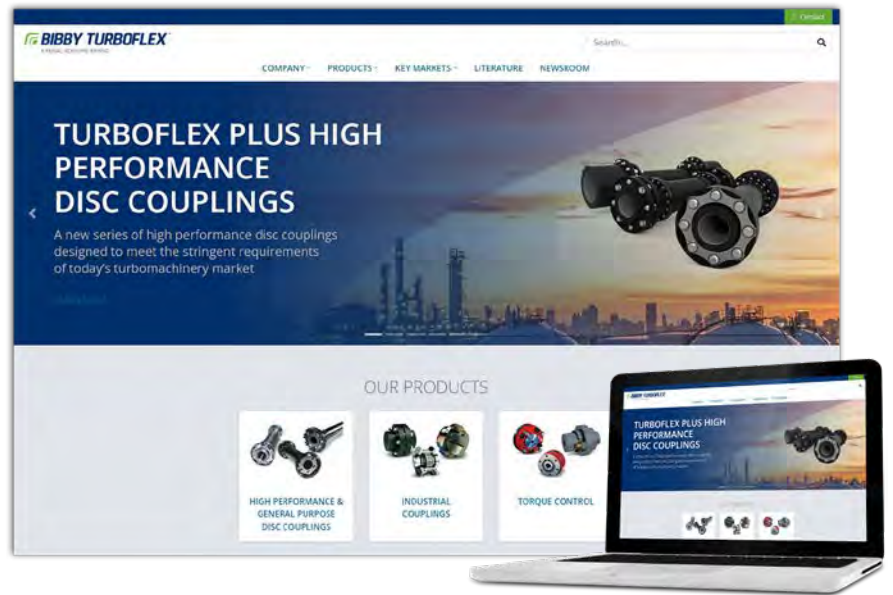 Contact
BIBBY TURBOFLEX
Search...
COMPANY PRODUCTS KEY MARKETS LITERATURE NEWSROOM
TURBOFLEX PLUS HIGH
PERFORMANCE
DISC COUPLINGS
A new series of high performance disc couplings
designed to meet the stringent requirements
of today's turbomachinery market
OUR PRODUCTS
HIGH PERFORMANCE &
GENERAL PURPOSE
DISC COUPLINGS
INDUSTRIAL
COUPLINGS
TORQUE CONTROL
BIBBY TURBOFLEX
TURBOFLEX PLUS HIGH
PERFORMANCE
DISC COUPLINGS